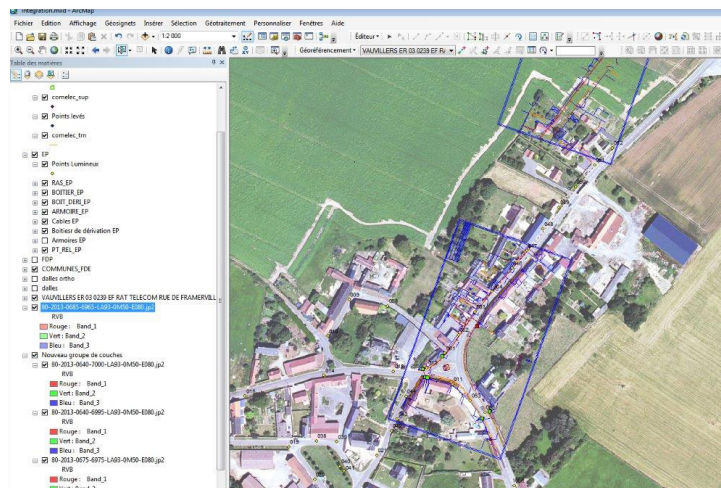 Integration.mxd - ArcMap
Fichier Edition Affichage Géosignets Insérer Sélection Géotraitement Personnaliser Fenêtres Aide
1:2 000
Éditeur
Géoréférencement VAUVILLERS ER 03 0239 EF R
Table des matières
comelec_sup
Points levés
comelec_trn
EP
Points Lumineux
RAS_EP
BOITIER_EP
BOIT_DERI_EP
ARMOIRE_EP
Cables EP
Boitiesr de dérivation EP
Armoires EP
PT_REL_EP
FDP
COMMUNES_FDE
dalles ortho
dalles
VAUVILLERS ER 03 0239 EF RAT TELECOM RUE DE FRAMERVILL
80-2013-0685-6965-LA93-0M50-E080.jp2
RVB
Rouge : Band_1
Vert : Band_2
Bleu : Band_3
Nouveau groupe de couches
80-2013-0640-7000-LA93-0M50-E080.jp2
RVB
Rouge : Band_1
Vert : Band_2
Bleu : Band_3
80-2013-0640-6995-LA93-0M50-E080.jp2
RVB
Rouge : Band_1
Vert : Band_2
Bleu : Band_3
80-2013-0675-6975-LA93-0M50-E080.jp2
RVB
Rouge : Band_1
Vert : Band_2